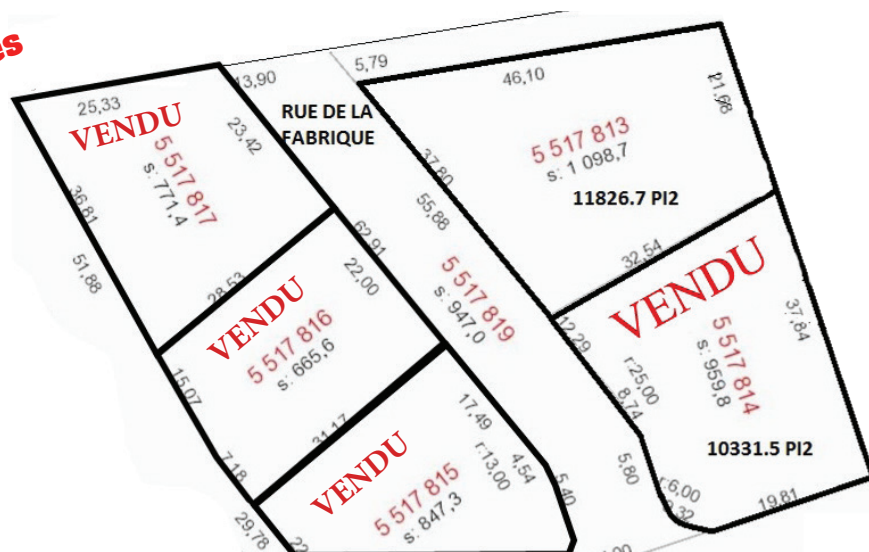 es
5,79
13,90
46,10
21,68
25,33
VENDU
23,42
RUE DE LA
FABRIQUE
5 517 813
s: 1 098,7
11826.7 PI2
5 517 817
s: 771,4
37,80
55,88
36,81
51,88
28,53
62,91
22,00
32,54
5 517 819
s: 947,0
VENDU
5 517 816
s: 665,6
VENDU
12,29
37,84
5 517 814
s: 959,8
r:25,00
8,74
15,07
7,18
31,17
17,49
10331.5 PI2
VENDU
r:13,00
4,54
5,40
5,80
r:6,00
19,81
5 517 815
s: 847,3
29,78